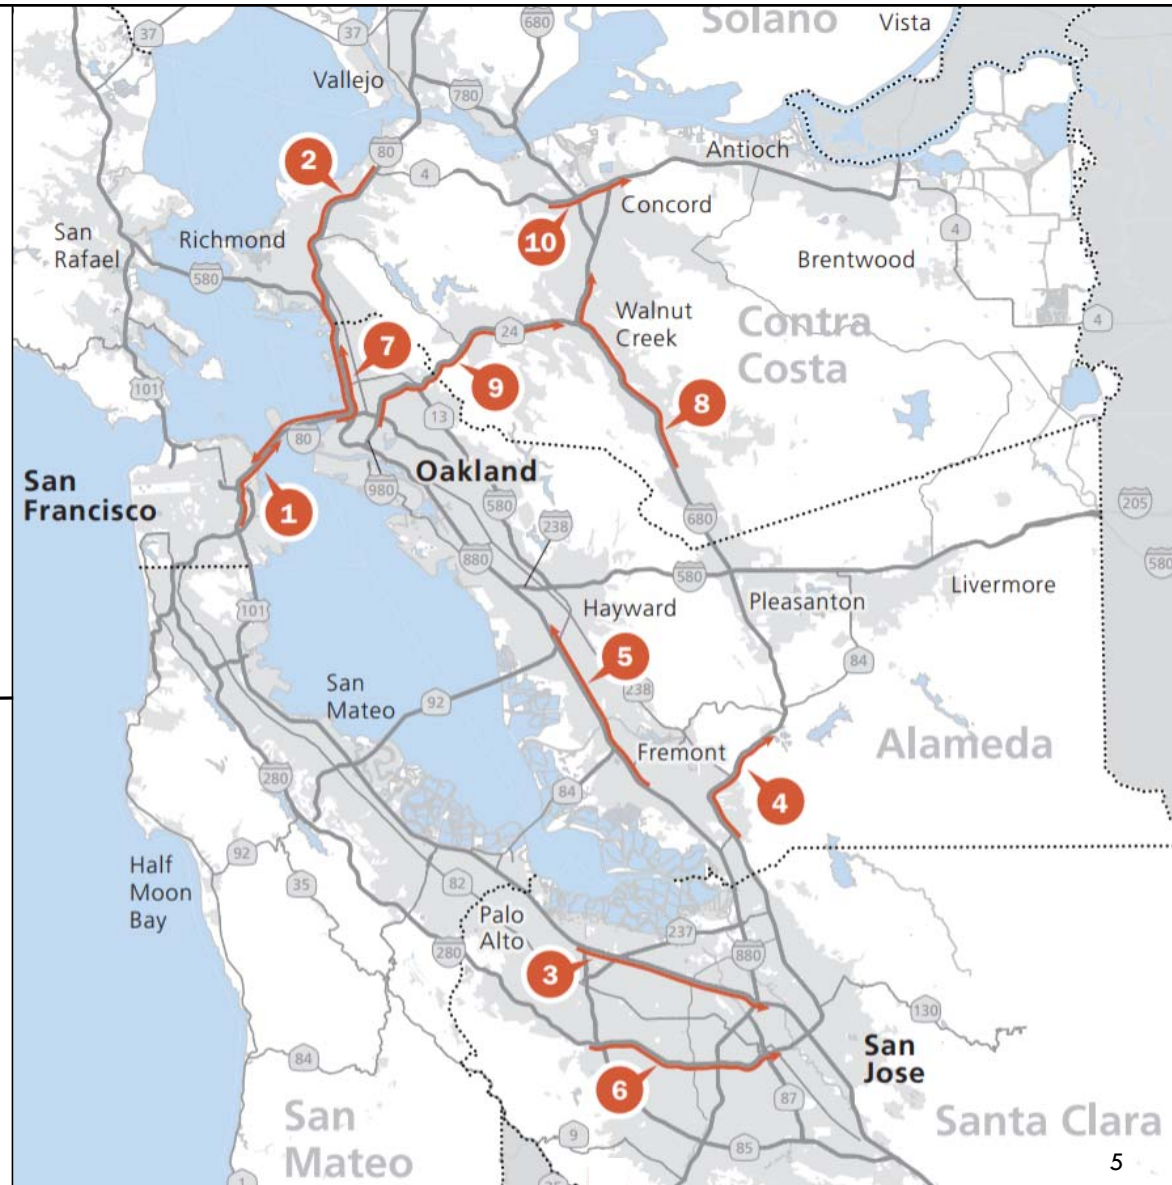 Solano
Vista
37
37
680
Vallejo
780
80
2
4
Antioch
Concord
10
San
Rafael
Richmond
580
4
Brentwood
Walnut
Creek
Contra
Costa
4
24
7
9
101
13
8
80
Oakland
San
Francisco
1
980
580
238
680
205
880
580
580
Livermore
Hayward
Pleasanton
101
5
84
238
San
Mateo
92
Fremont
Alameda
280
84
4
Half
Moon
Bay
92
35
82
Palo
Alto
237
280
880
3
130
San
Jose
84
6
87
San
Mateo
9
85
Santa Clara
5
1
35